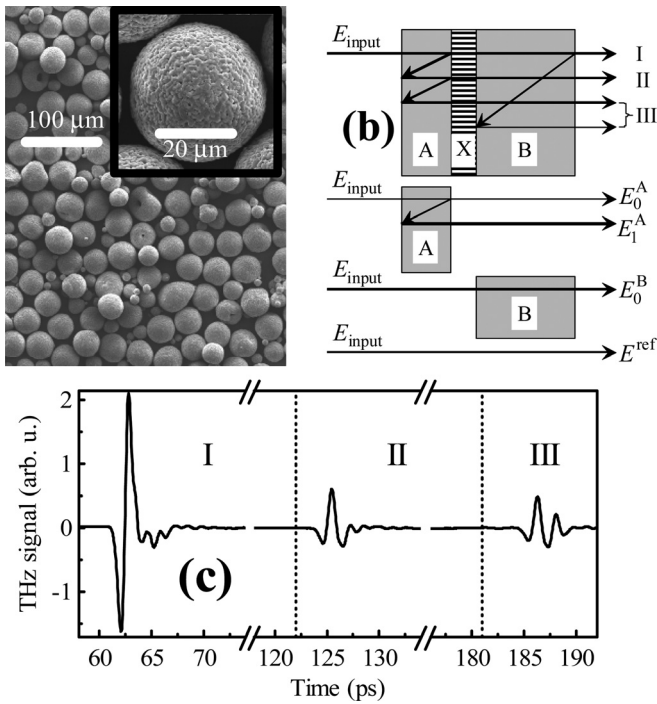 100 μm
20 μm
(b)
E_input
I
II
III
A
X
B
E_input
E_0^A
E_1^A
A
E_input
E_0^B
B
E_input
E^ref
THz signal (arb. u.)
2
1
0
-1
I
II
III
(c)
60 65 70 120 125 130 180 185 190
Time (ps)